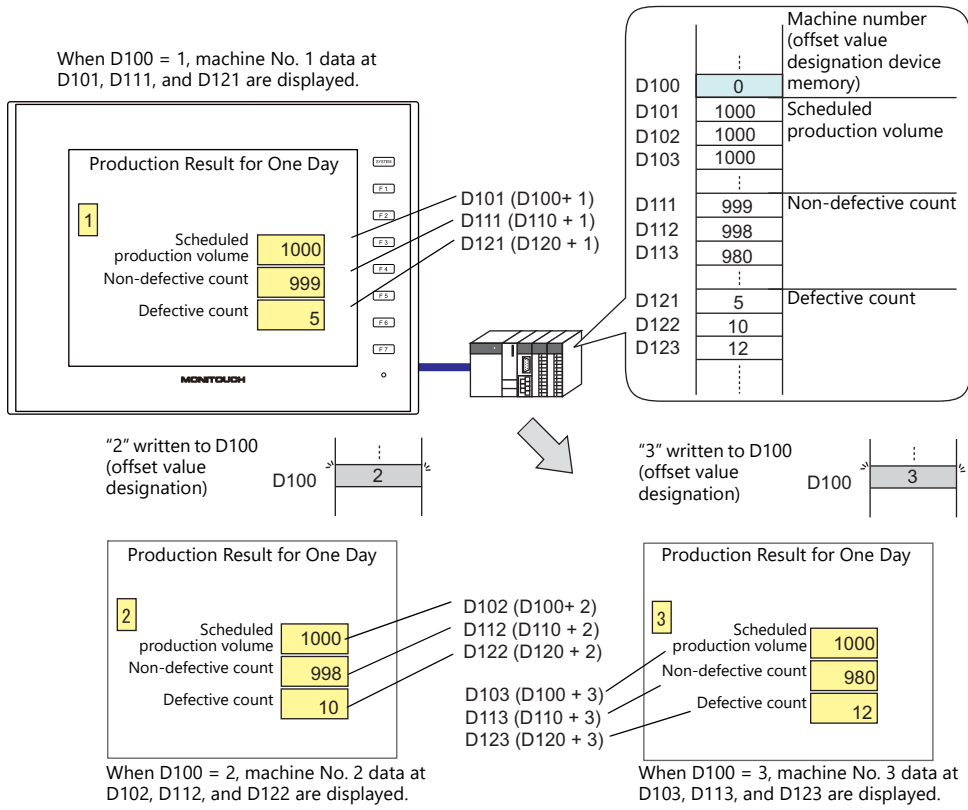 When D100 = 1, machine No. 1 data at
D101, D111, and D121 are displayed.
Production Result for One Day
1
Scheduled
production volume
1000
Non-defective count
999
Defective count
5
SYSTEM
F 1
F 2
F 3
F 4
F 5
F 6
F 7
MONITOUCH
D101 (D100+ 1)
D111 (D110 + 1)
D121 (D120 + 1)
Machine number
(offset value
designation device
memory)
D100
0
D101
1000
Scheduled
production volume
D102
1000
D103
1000
D111
999
Non-defective count
D112
998
D113
980
D121
5
Defective count
D122
10
D123
12
"2" written to D100
(offset value
designation)
D100
2
"3" written to D100
(offset value
designation)
D100
3
Production Result for One Day
2
Scheduled
production volume
1000
Non-defective count
998
Defective count
10
D102 (D100+ 2)
D112 (D110 + 2)
D122 (D120 + 2)
D103 (D100 + 3)
D113 (D110 + 3)
D123 (D120 + 3)
Production Result for One Day
3
Scheduled
production volume
1000
Non-defective count
980
Defective count
12
When D100 = 2, machine No. 2 data at
D102, D112, and D122 are displayed.
When D100 = 3, machine No. 3 data at
D103, D113, and D123 are displayed.